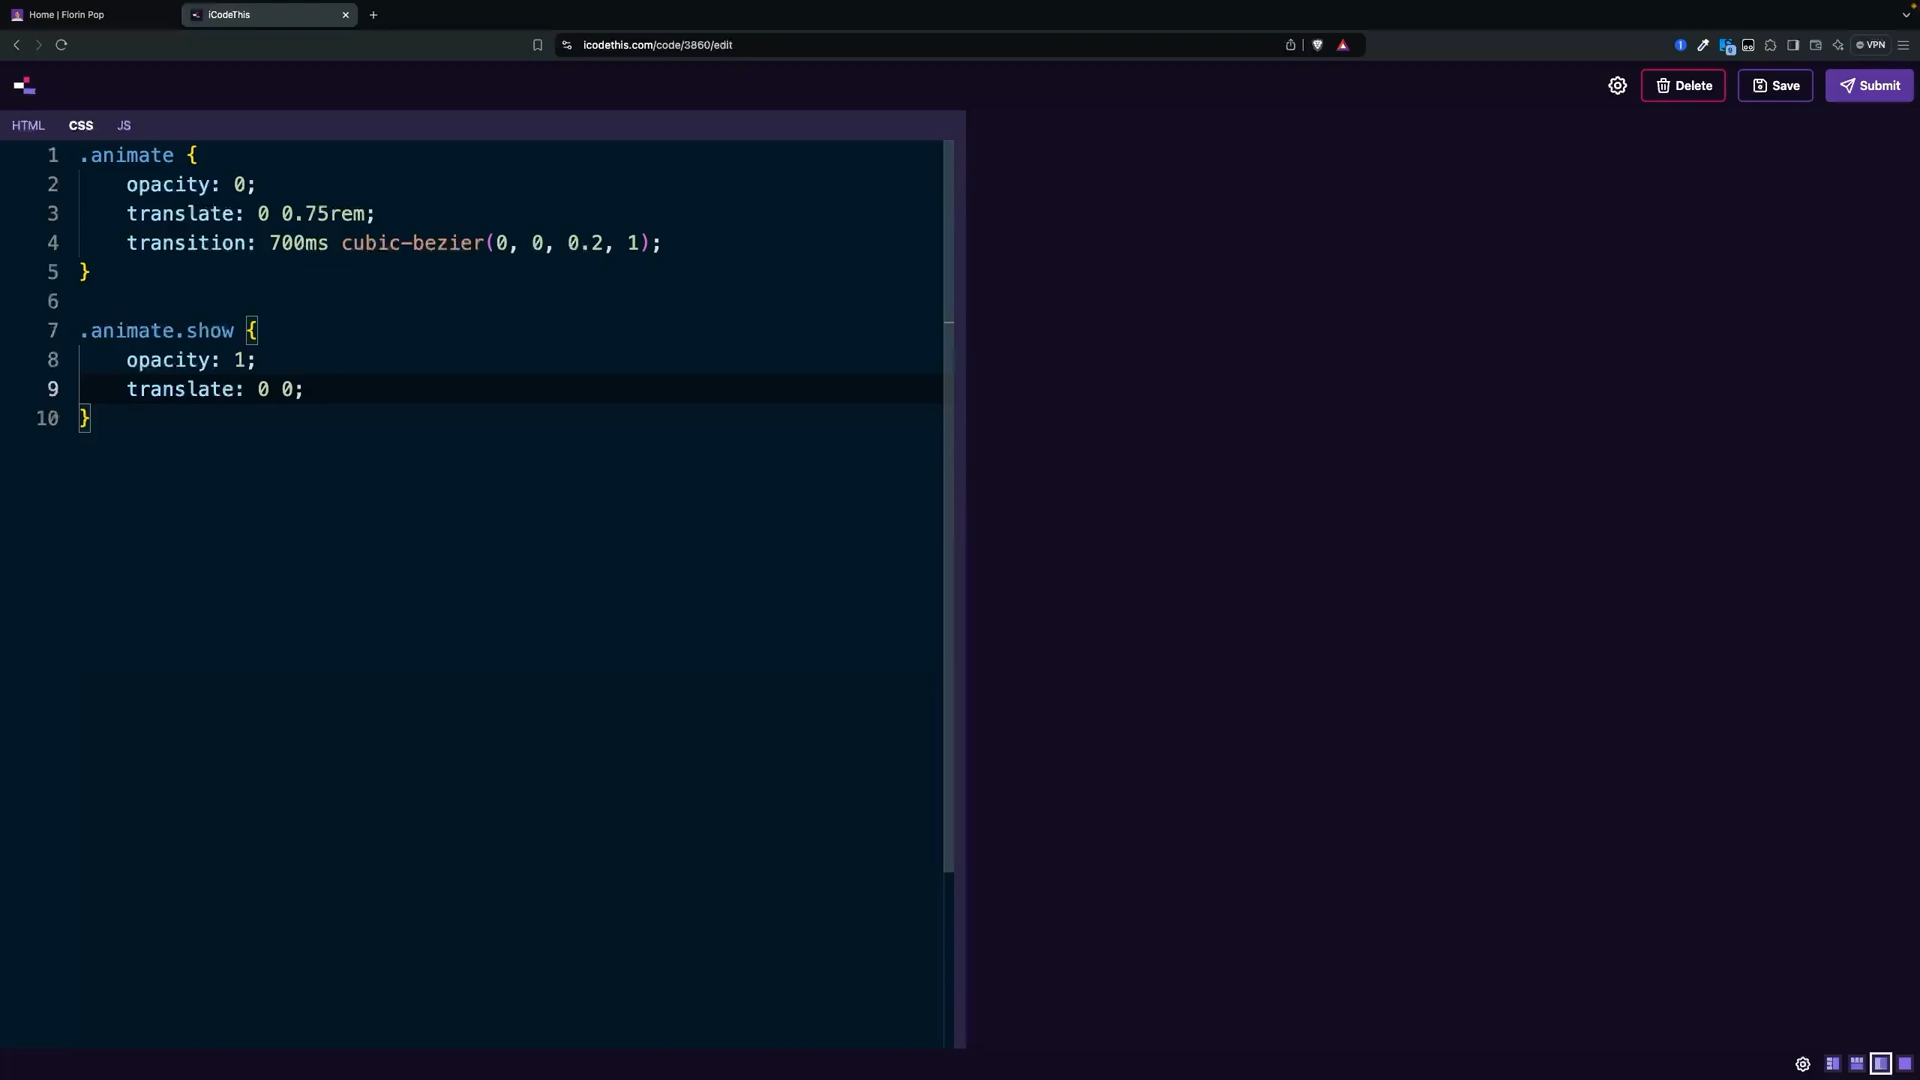 Home | Florin Pop
iCodeThis
icodethis.com/code/3860/edit
VPN
Delete
Save
Submit
HTML
CSS
JS
1 .animate {
2 opacity: 0;
3 translate: 0 0.75rem;
4 transition: 700ms cubic-bezier(0, 0, 0.2, 1);
5 }
6
7 .animate.show {
8 opacity: 1;
9 translate: 0 0;
10 }